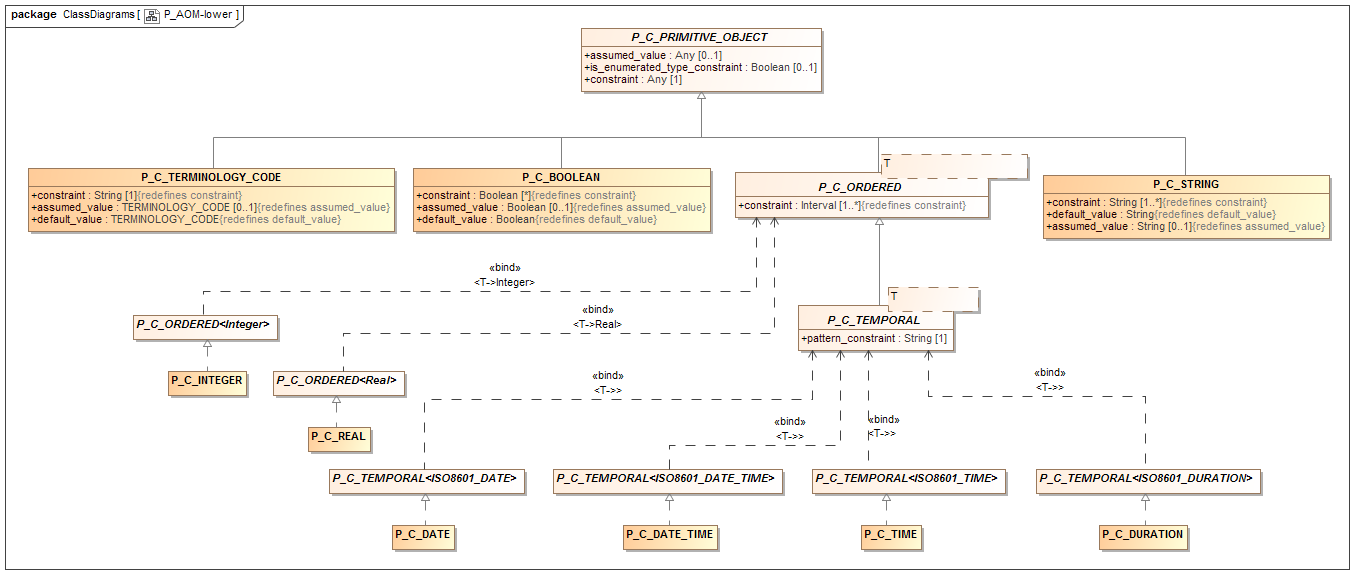 package ClassDiagrams [ P_AOM-lower ]
P_C_PRIMITIVE_OBJECT
+assumed_value : Any [0..1]
+is_enumerated_type_constraint : Boolean [0..1]
+constraint : Any [1]
P_C_TERMINOLOGY_CODE
+constraint : String [1]{redefines constraint}
+assumed_value : TERMINOLOGY_CODE [0..1]{redefines assumed_value}
+default_value : TERMINOLOGY_CODE{redefines default_value}
P_C_BOOLEAN
+constraint : Boolean [*]{redefines constraint}
+assumed_value : Boolean [0..1]{redefines assumed_value}
+default_value : Boolean{redefines default_value}
T
P_C_ORDERED
+constraint : Interval [1..*]{redefines constraint}
P_C_STRING
+constraint : String [1..*]{redefines constraint}
+default_value : String{redefines default_value}
+assumed_value : String [0..1]{redefines assumed_value}
«bind»
<T->Integer>
«bind»
<T->Real>
T
P_C_TEMPORAL
+pattern_constraint : String [1]
P_C_ORDERED<Integer>
P_C_INTEGER
P_C_ORDERED<Real>
P_C_REAL
«bind»
<T->>
«bind»
<T->>
«bind»
<T->>
«bind»
<T->>
P_C_TEMPORAL<ISO8601_DATE>
P_C_TEMPORAL<ISO8601_DATE_TIME>
P_C_TEMPORAL<ISO8601_TIME>
P_C_TEMPORAL<ISO8601_DURATION>
P_C_DATE
P_C_DATE_TIME
P_C_TIME
P_C_DURATION